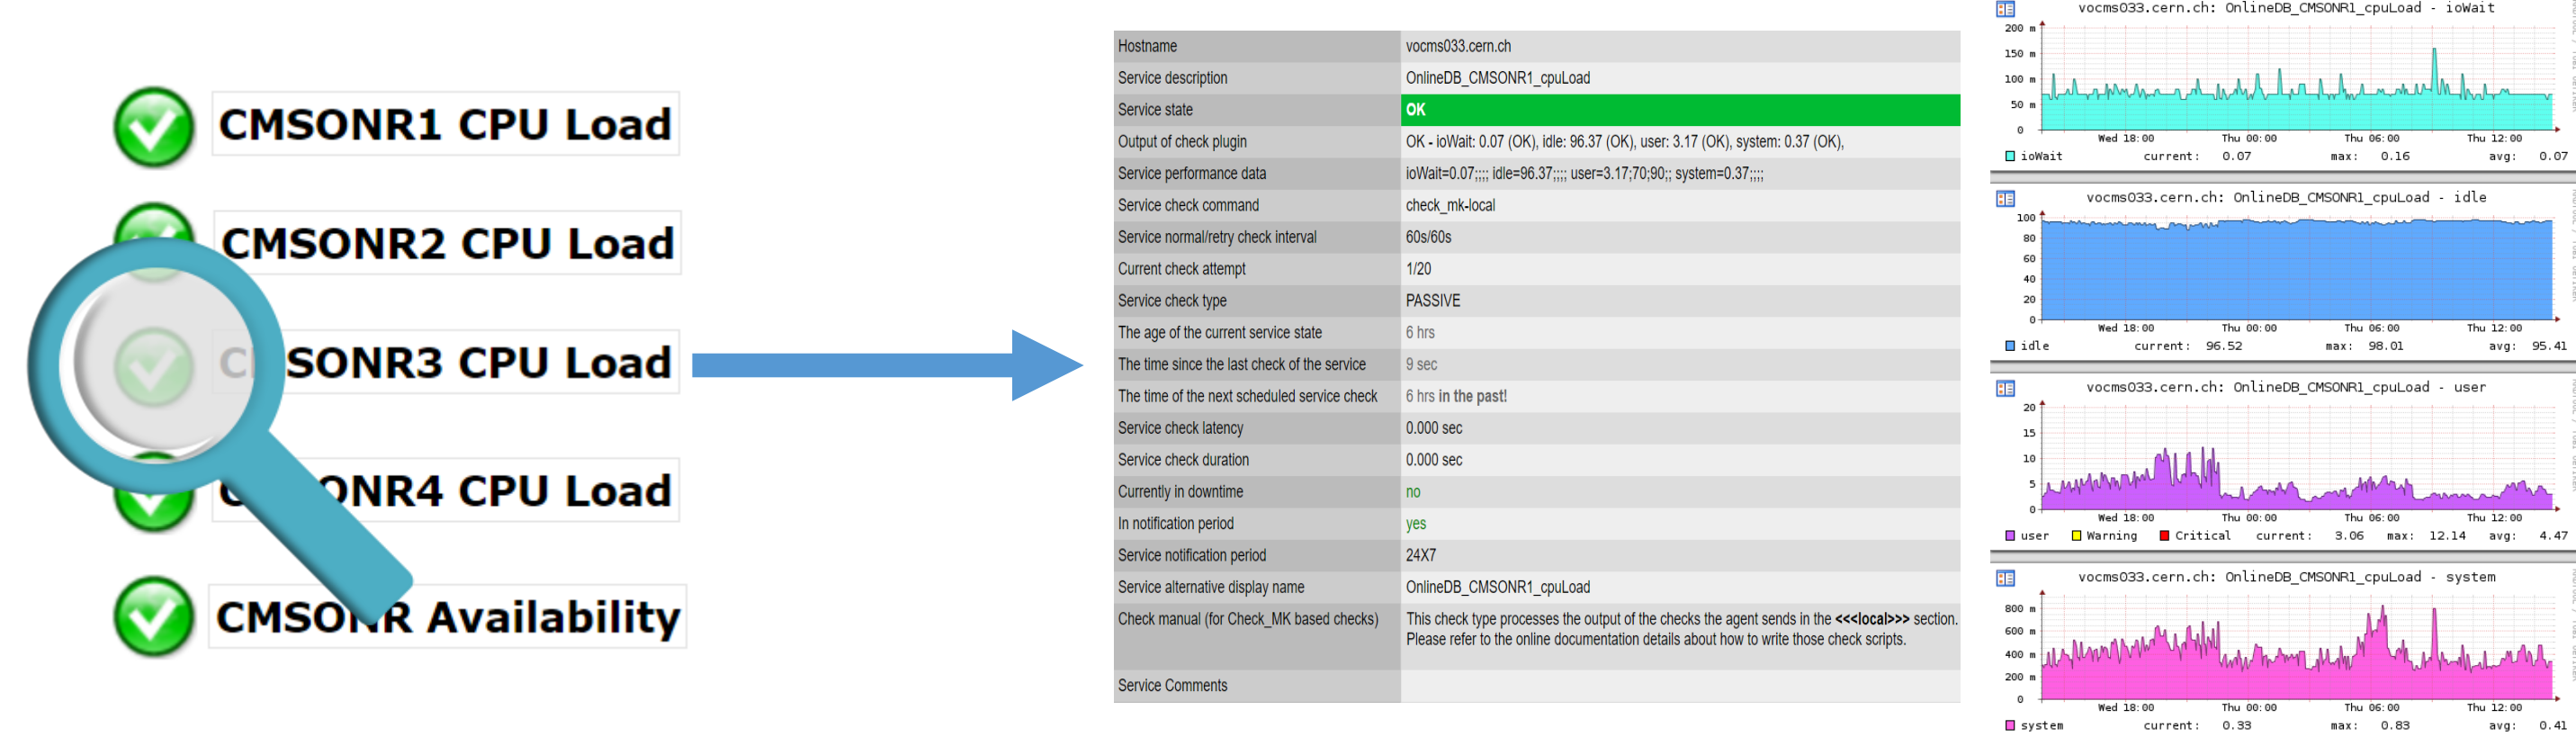 CMSONR1 CPU Load
CMSONR2 CPU Load
CMSONR3 CPU Load
CMSONR4 CPU Load
CMSONR Availability
Hostname vocms033.cern.ch
Service description OnlineDB_CMSONR1_cpuLoad
Service state OK
Output of check plugin OK - ioWait: 0.07 (OK), idle: 96.37 (OK), user: 3.17 (OK), system: 0.37 (OK),
Service performance data ioWait=0.07;;;; idle=96.37;;;; user=3.17;70;90;; system=0.37;;;;
Service check command check_mk-local
Service normal/retry check interval 60s/60s
Current check attempt 1/20
Service check type PASSIVE
The age of the current service state 6 hrs
The time since the last check of the service 9 sec
The time of the next scheduled service check 6 hrs in the past!
Service check latency 0.000 sec
Service check duration 0.000 sec
Currently in downtime no
In notification period yes
Service notification period 24X7
Service alternative display name OnlineDB_CMSONR1_cpuLoad
Check manual (for Check_MK based checks) This check type processes the output of the checks the agent sends in the <<<local>>> section.
Please refer to the online documentation details about how to write those check scripts.
Service Comments
vocms033.cern.ch: OnlineDB_CMSONR1_cpuLoad - ioWait
200 m
150 m
100 m
50 m
0
Wed 18:00 Thu 00:00 Thu 06:00 Thu 12:00
ioWait current: 0.07 max: 0.16 avg: 0.07
vocms033.cern.ch: OnlineDB_CMSONR1_cpuLoad - idle
100
80
60
40
20
0
Wed 18:00 Thu 00:00 Thu 06:00 Thu 12:00
idle current: 96.52 max: 98.01 avg: 95.41
vocms033.cern.ch: OnlineDB_CMSONR1_cpuLoad - user
20
15
10
5
0
Wed 18:00 Thu 00:00 Thu 06:00 Thu 12:00
user Warning Critical current: 3.06 max: 12.14 avg: 4.47
vocms033.cern.ch: OnlineDB_CMSONR1_cpuLoad - system
800 m
600 m
400 m
200 m
0
Wed 18:00 Thu 00:00 Thu 06:00 Thu 12:00
system current: 0.33 max: 0.83 avg: 0.41